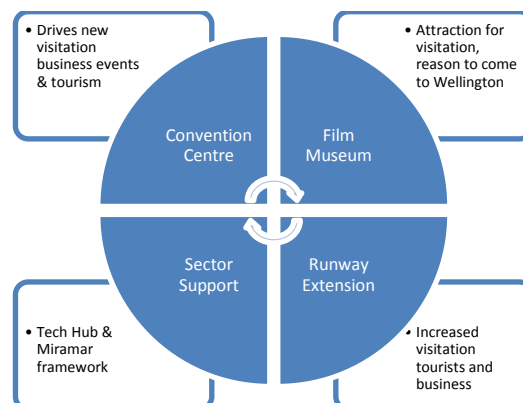 • Drives new
visitation
business events
& tourism
• Attraction for
visitation,
reason to come
to Wellington
Convention
Centre
Film
Museum
Sector
Support
Runway
Extension
• Tech Hub &
Miramar
framework
• Increased
visitation
tourists and
business